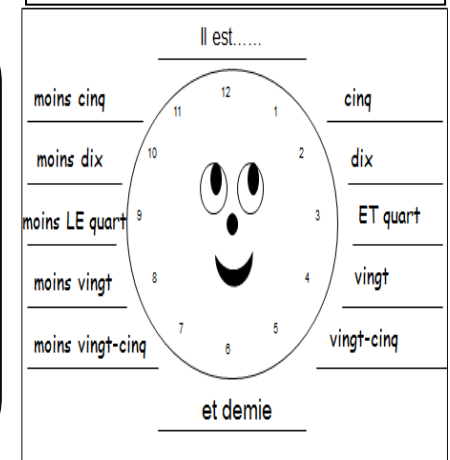 Il est......
12
11
1
moins cinq
cinq
10
2
moins dix
dix
9
3
moins LE quart
ET quart
8
4
moins vingt
vingt
7
5
moins vingt-cinq
vingt-cinq
6
et demie